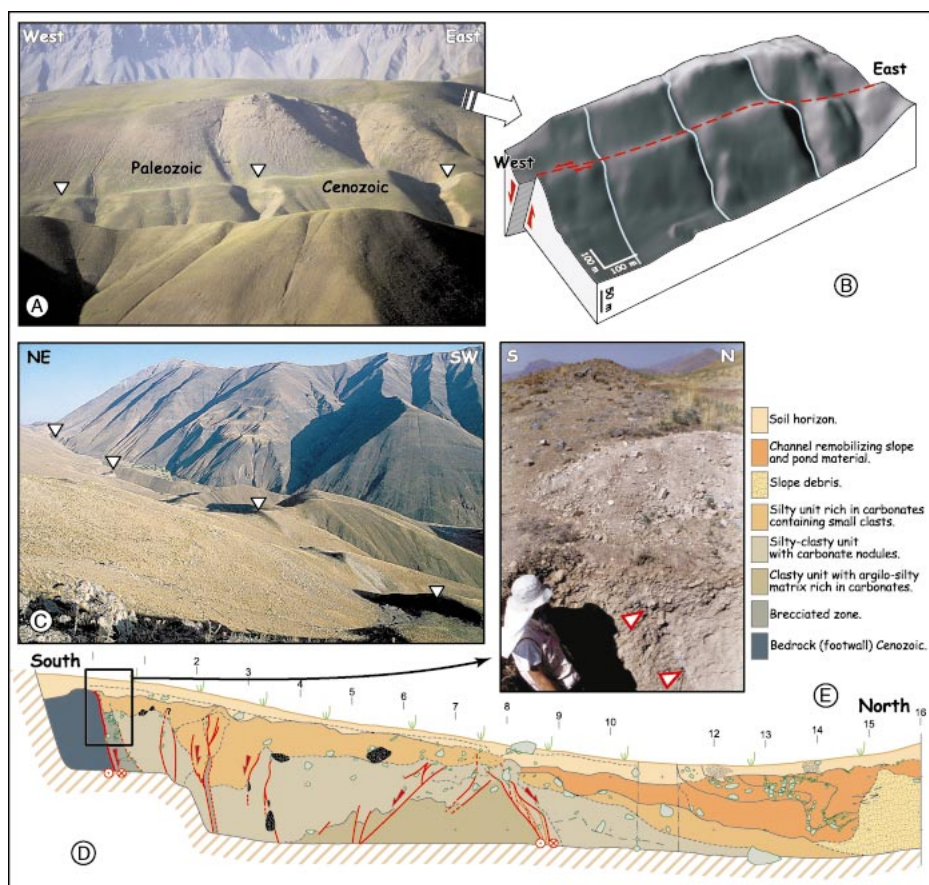 West
East
Paleozoic
Cenozoic
A
East
West
100 m
100 m
50 m
B
NE
SW
C
S
N
E
Soil horizon.
Channel remobilizing slope
and pond material.
Slope debris.
Silty unit rich in carbonates
containing small clasts.
Silty-clasty unit
with carbonate nodules.
Clasty unit with argilo-silty
matrix rich in carbonates.
Brecciated zone.
Bedrock (footwall) Cenozoic.
South
North
1 2 3 4 5 6 7 8 9 10 12 13 14 15 16
D